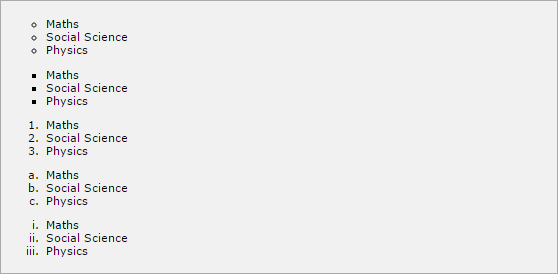 ◦ Maths
◦ Social Science
◦ Physics
▪ Maths
▪ Social Science
▪ Physics
1. Maths
2. Social Science
3. Physics
a. Maths
b. Social Science
c. Physics
i. Maths
ii. Social Science
iii. Physics